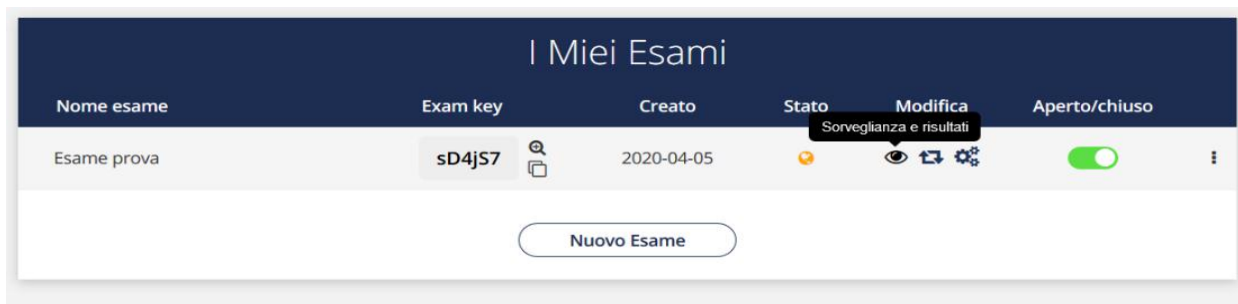 I Miei Esami
Nome esame Exam key Creato Stato Modifica Aperto/chiuso
Sorveglianza e risultati
Esame prova sD4jS7 2020-04-05
Nuovo Esame